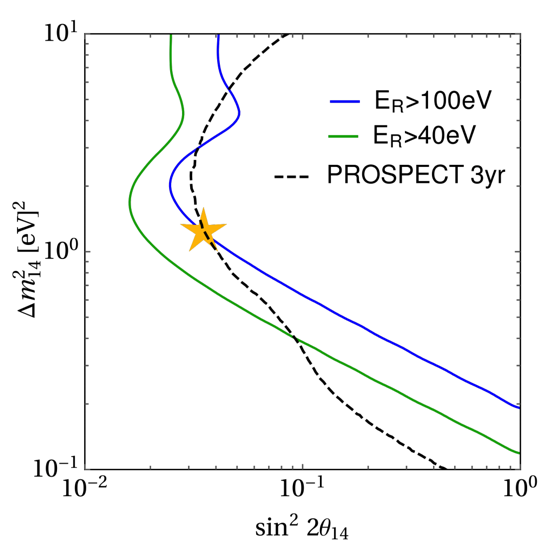 10¹
10⁰
10⁻¹
Δm²₁₄ [eV]²
E_R>100eV
E_R>40eV
PROSPECT 3yr
10⁻² 10⁻¹ 10⁰
sin² 2θ₁₄